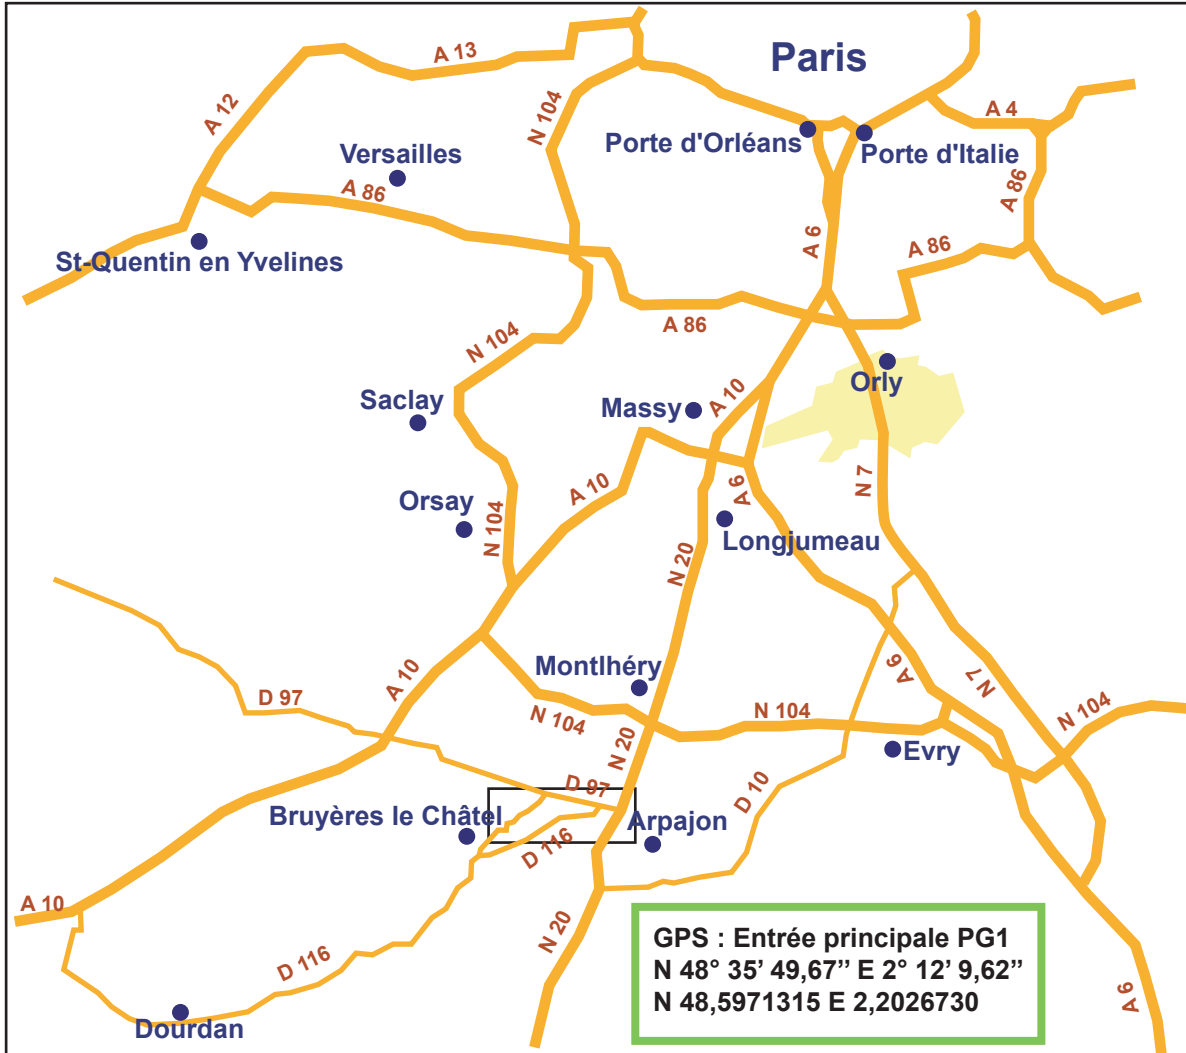 A 13
Paris
A 12
N 104
A 4
Porte d'Orléans
Porte d'Italie
Versailles
A 86
A 86
A 6
A 86
St-Quentin en Yvelines
A 86
N 104
Orly
Saclay
Massy
A 10
A 10
A 6
N 7
Orsay
N 104
Longjumeau
N 20
Montlhéry
A 10
A 6
N 7
D 97
N 104
N 104
N 104
N 20
Evry
D 97
D 10
Bruyères le Châtel
Arpajon
D 116
A 10
N 20
D 116
Dourdan
A 6
GPS : Entrée principale PG1
N 48° 35’ 49,67’’ E 2° 12’ 9,62’’
N 48,5971315 E 2,2026730